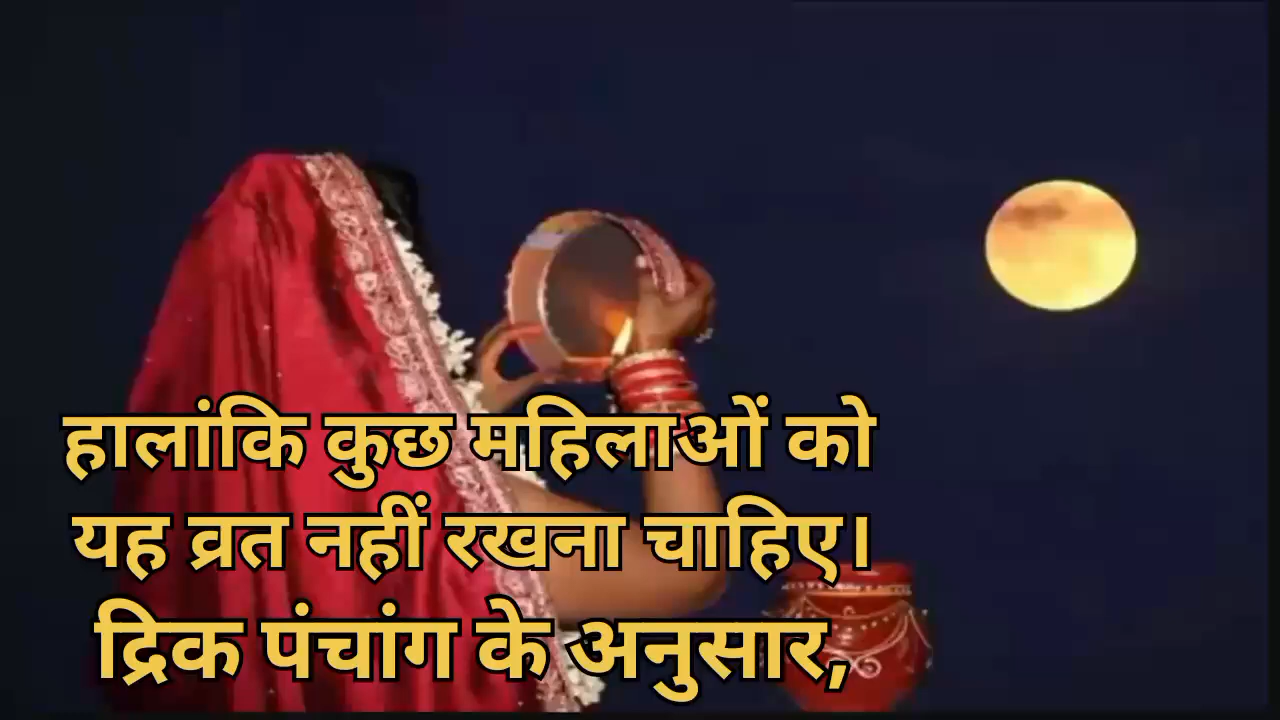 हालांकि कुछ महिलाओं को
यह व्रत नहीं रखना चाहिए।
द्रिक पंचांग के अनुसार,